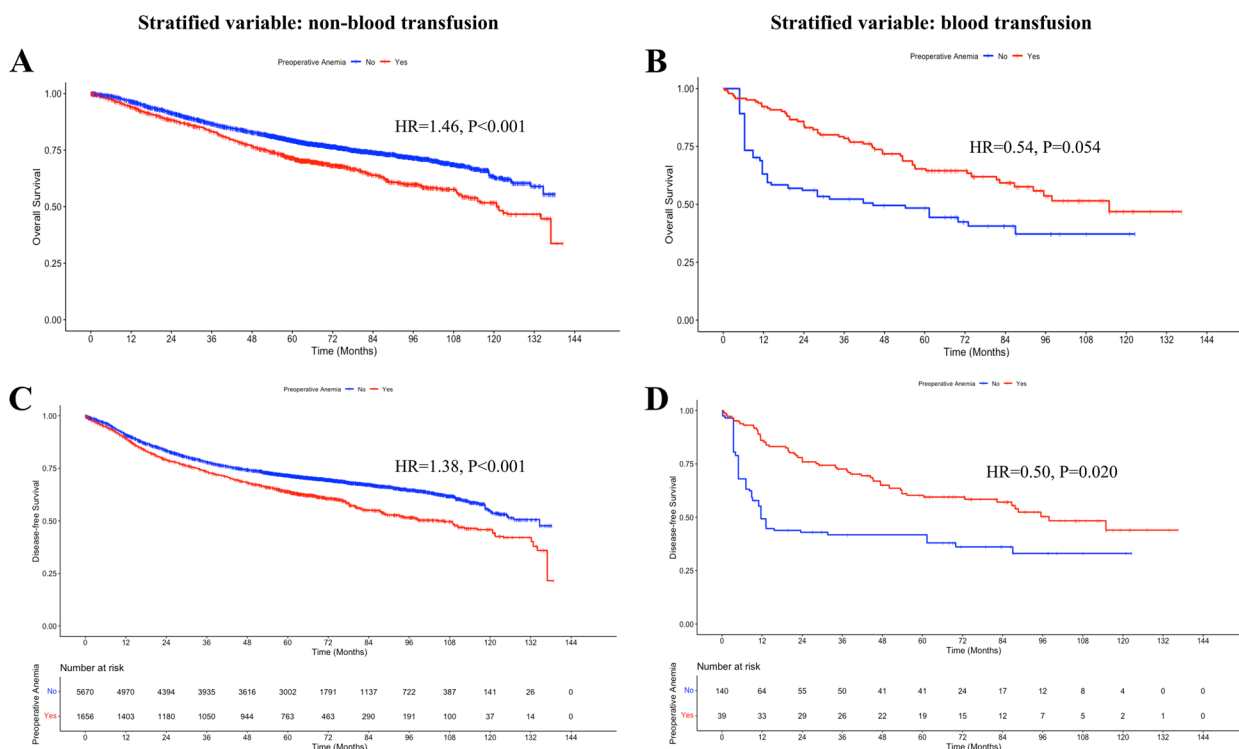 Stratified variable: non-blood transfusion
Stratified variable: blood transfusion
A
Preoperative Anemia No Yes
1.00
0.75
0.50
0.25
0.00
Overall Survival
HR=1.46, P<0.001
0 12 24 36 48 60 72 84 96 108 120 132 144
Time (Months)
B
Preoperative Anemia No Yes
1.00
0.75
0.50
0.25
0.00
Overall Survival
HR=0.54, P=0.054
0 12 24 36 48 60 72 84 96 108 120 132 144
Time (Months)
C
Preoperative Anemia No Yes
1.00
0.75
0.50
0.25
0.00
Disease-free Survival
HR=1.38, P<0.001
0 12 24 36 48 60 72 84 96 108 120 132 144
Time (Months)
Number at risk
Preoperative Anemia
No 5670 4970 4394 3935 3616 3002 1791 1137 722 387 141 26 0
Yes 1656 1403 1180 1050 944 763 463 290 191 100 37 14 0
0 12 24 36 48 60 72 84 96 108 120 132 144
Time (Months)
D
Preoperative Anemia No Yes
1.00
0.75
0.50
0.25
0.00
Disease-free Survival
HR=0.50, P=0.020
0 12 24 36 48 60 72 84 96 108 120 132 144
Time (Months)
Number at risk
Preoperative Anemia
No 140 64 55 50 41 41 24 17 12 8 4 0 0
Yes 39 33 29 26 22 19 15 12 7 5 2 1 0
0 12 24 36 48 60 72 84 96 108 120 132 144
Time (Months)